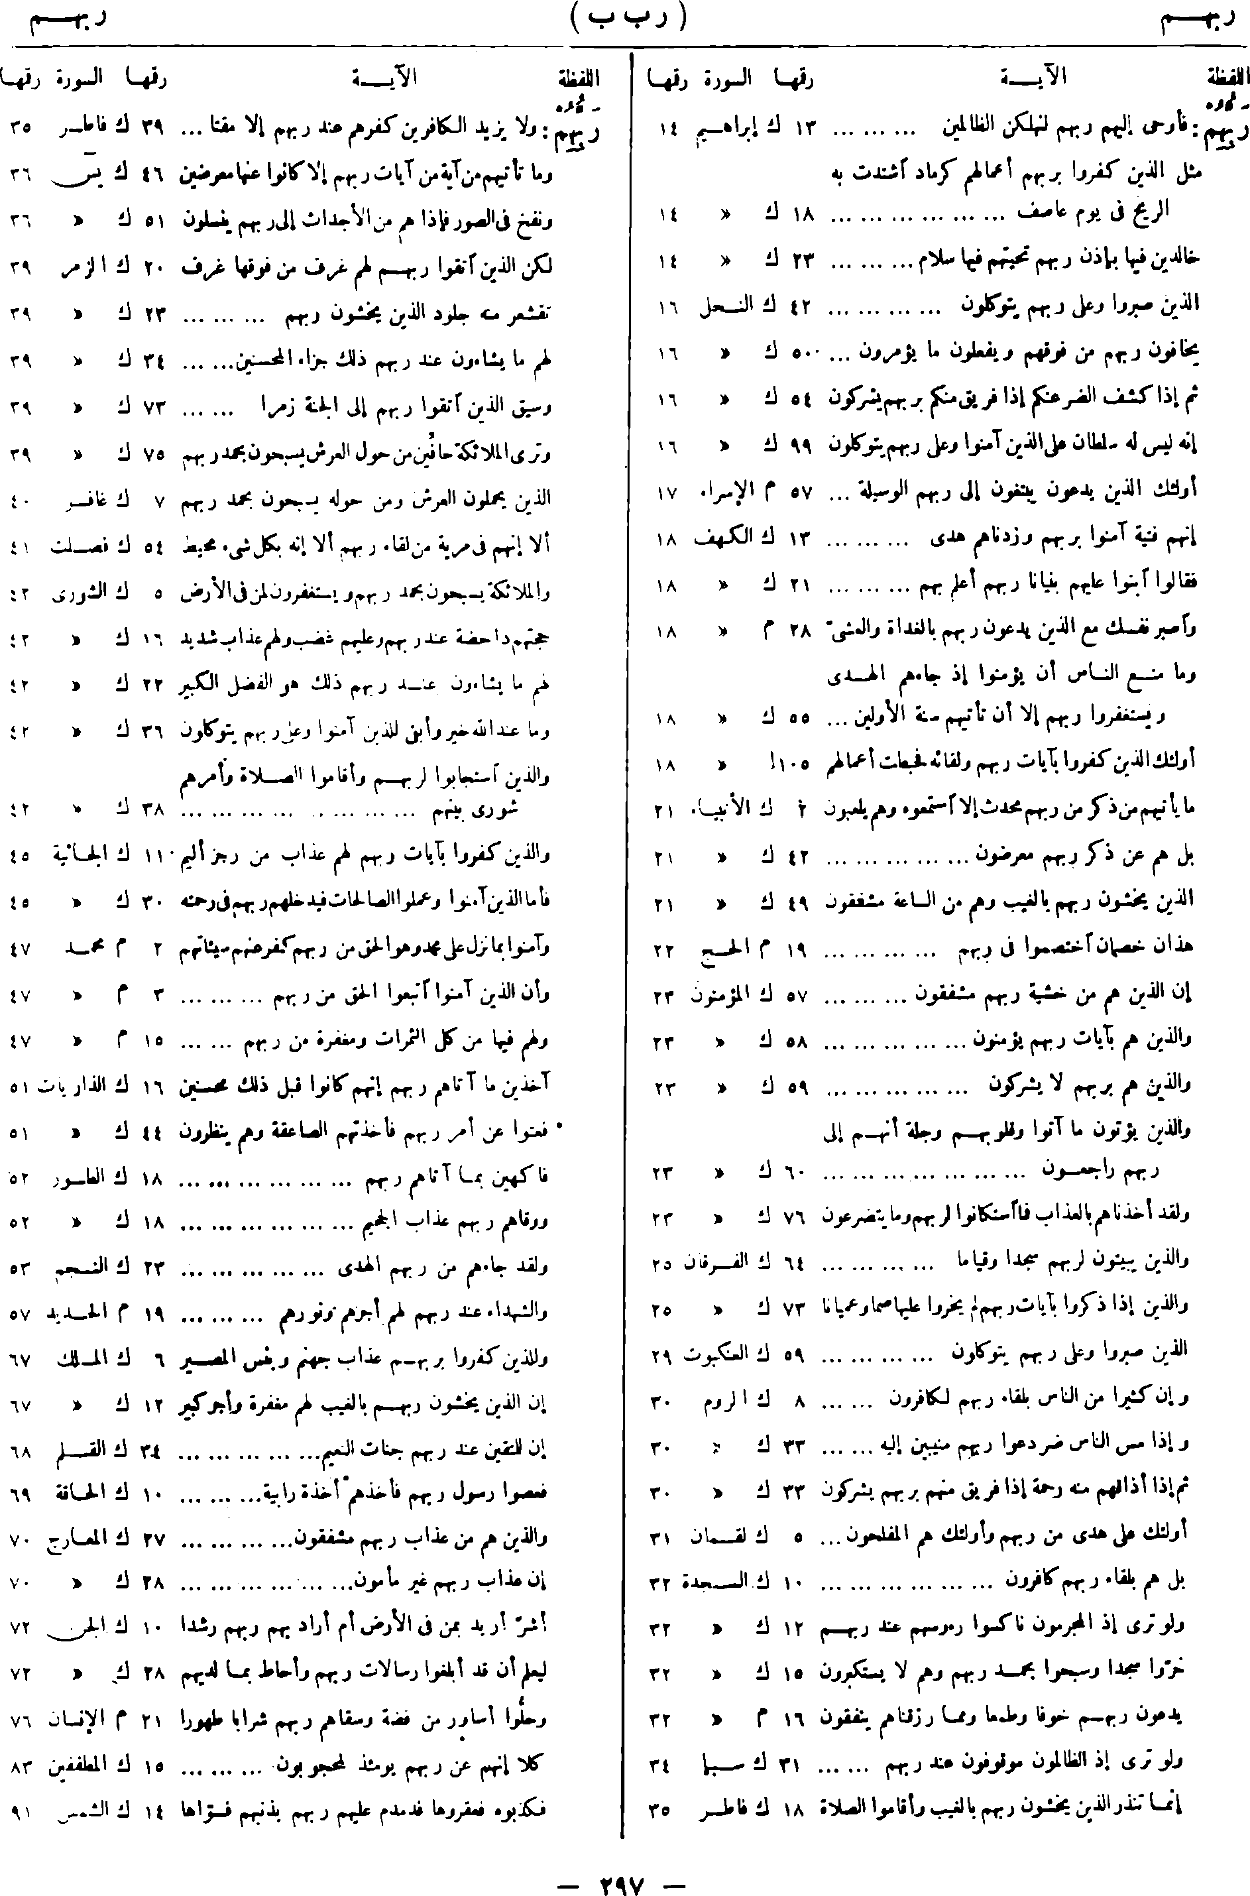 ربهم ( ر ب ب ) ربهم
اللفظة الآية رقمها السورة رقمها
رَبُّهُمْ : فأوحى إليهم ربهم لنهلكن الظالمين ... ... ... ١٣ ك إبراهيم ١٤
مثل الذين كفروا بربهم أعمالهم كرماد آشتدت به
الريح فى يوم عاصف ... ... ... ... ... ... ١٨ ك » ١٤
خالدين فيها بإذن ربهم تحيتهم فيها سلام ... ... ... ٢٣ ك » ١٤
الذين صبروا وعلى ربهم يتوكلون ... ... ... ... ٤٢ ك النحل ١٦
يخافون ربهم من فوقهم ويفعلون ما يؤمرون ... ٥٠ ك » ١٦
ثم إذا كشف الضر عنكم إذا فريق منكم بربهم يشركون ٥٤ ك » ١٦
إنه ليس له سلطان على الذين آمنوا وعلى ربهم يتوكلون ٩٩ ك » ١٦
أولئك الذين يدعون يبتغون إلى ربهم الوسيلة ... ٥٧ م الإسراء ١٧
إنهم فتية آمنوا بربهم وزدناهم هدى ... ... ... ١٣ ك الكهف ١٨
فقالوا آبنوا عليهم بنيانا ربهم أعلم بهم ... ... ... ٢١ ك » ١٨
وآصبر نفسك مع الذين يدعون ربهم بالغداة والعشىّ ٢٨ م » ١٨
وما منع الناس أن يؤمنوا إذ جاءهم الهدى
ويستغفروا ربهم إلا أن تأتيهم سنة الأولين ... ٥٥ ك » ١٨
أولئك الذين كفروا بآيات ربهم ولقائه فحبطت أعمالهم ١٠٥ ك » ١٨
ما يأتيهم من ذكر من ربهم محدث إلا آستمعوه وهم يلعبون ٢ ك الأنبياء ٢١
بل هم عن ذكر ربهم معرضون ... ... ... ... ... ٤٢ ك » ٢١
الذين يخشون ربهم بالغيب وهم من الساعة مشفقون ٤٩ ك » ٢١
هذان خصمان آختصموا فى ربهم ... ... ... ... ١٩ م الحج ٢٢
إن الذين هم من خشية ربهم مشفقون ... ... ... ٥٧ ك المؤمنون ٢٣
والذين هم بآيات ربهم يؤمنون ... ... ... ... ... ٥٨ ك » ٢٣
والذين هم بربهم لا يشركون ... ... ... ... ... ٥٩ ك » ٢٣
والذين يؤتون ما آتوا وقلوبهم وجلة أنهم إلى
ربهم راجعون ... ... ... ... ... ... ... ٦٠ ك » ٢٣
ولقد أخذناهم بالعذاب فما آستكانوا لربهم وما يتضرعون ٧٦ ك » ٢٣
والذين يبيتون لربهم سجدا وقياما ... ... ... ... ٦٤ ك الفرقان ٢٥
والذين إذا ذكروا بآيات ربهم لم يخروا عليها صما وعميانا ٧٣ ك » ٢٥
الذين صبروا وعلى ربهم يتوكلون ... ... ... ... ٥٩ ك العنكبوت ٢٩
وإن كثيرا من الناس بلقاء ربهم لكافرون ... ... ٨ ك الروم ٣٠
وإذا مس الناس ضر دعوا ربهم منيبين إليه ... ... ٣٣ ك » ٣٠
ثم إذا أذاقهم منه رحمة إذا فريق منهم بربهم يشركون ٣٣ ك » ٣٠
أولئك على هدى من ربهم وأولئك هم المفلحون ... ٥ ك لقمان ٣١
بل هم بلقاء ربهم كافرون ... ... ... ... ... ... ١٠ ك السجدة ٣٢
ولو ترى إذ المجرمون ناكسوا رءوسهم عند ربهم ١٢ ك » ٣٢
خرّوا سجدا وسبحوا بحمد ربهم وهم لا يستكبرون ١٥ ك » ٣٢
يدعون ربهم خوفا وطمعا ومما رزقناهم ينفقون ١٦ م » ٣٢
ولو ترى إذ الظالمون موقوفون عند ربهم ... ... ٣١ ك سبأ ٣٤
إنما تنذر الذين يخشون ربهم بالغيب وأقاموا الصلاة ١٨ ك فاطر ٣٥
اللفظة الآية رقمها السورة رقمها
رَبُّهُمْ : ولا يزيد الكافرين كفرهم عند ربهم إلا مقتا ... ٣٩ ك فاطر ٣٥
وما تأتيهم من آية من آيات ربهم إلا كانوا عنها معرضين ٤٦ ك يسٓ ٣٦
ونفخ فى الصور فإذا هم من الأجداث إلى ربهم ينسلون ٥١ ك » ٣٦
لكن الذين آتقوا ربهم لهم غرف من فوقها غرف ٢٠ ك الزمر ٣٩
تقشعر منه جلود الذين يخشون ربهم ... ... ... ٢٣ ك » ٣٩
لهم ما يشاءون عند ربهم ذلك جزاء المحسنين ... ... ٣٤ ك » ٣٩
وسيق الذين آتقوا ربهم إلى الجنة زمرا ... ... ٧٣ ك » ٣٩
وترى الملائكة حافّين من حول العرش يسبحون بحمد ربهم ٧٥ ك » ٣٩
الذين يحملون العرش ومن حوله يسبحون بحمد ربهم ٧ ك غافر ٤٠
ألا إنهم فى مرية من لقاء ربهم ألا إنه بكل شىء محيط ٥٤ ك فصلت ٤١
والملائكة يسبحون بحمد ربهم ويستغفرون لمن فى الأرض ٥ ك الشورى ٤٢
حجتهم داحضة عند ربهم وعليهم غضب ولهم عذاب شديد ١٦ ك » ٤٢
لهم ما يشاءون عند ربهم ذلك هو الفضل الكبير ٢٢ ك » ٤٢
وما عند الله خير وأبقى للذين آمنوا وعلى ربهم يتوكلون ٣٦ ك » ٤٢
والذين آستجابوا لربهم وأقاموا الصلاة وأمرهم
شورى بينهم ... ... ... ... ... ... ... ٣٨ ك » ٤٢
والذين كفروا بآيات ربهم لهم عذاب من رجز أليم ١١ ك الجاثية ٤٥
فأما الذين آمنوا وعملوا الصالحات فيدخلهم ربهم فى رحمته ٣٠ ك » ٤٥
وآمنوا بما نزل على محمد وهو الحق من ربهم كفر عنهم سيئاتهم ٢ م محمد ٤٧
وأن الذين آمنوا آتبعوا الحق من ربهم ... ... ... ٣ م » ٤٧
ولهم فيها من كل الثمرات ومغفرة من ربهم ... ... ١٥ م » ٤٧
آخذين ما آتاهم ربهم إنهم كانوا قبل ذلك محسنين ١٦ ك الذاريات ٥١
فعتوا عن أمر ربهم فأخذتهم الصاعقة وهم ينظرون ٤٤ ك » ٥١
فاكهين بما آتاهم ربهم ... ... ... ... ... ... ١٨ ك الطور ٥٢
ووقاهم ربهم عذاب الجحيم ... ... ... ... ... ... ١٨ ك » ٥٢
ولقد جاءهم من ربهم الهدى ... ... ... ... ... ٢٣ ك النجم ٥٣
والشهداء عند ربهم لهم أجرهم ونورهم ... ... ... ١٩ م الحديد ٥٧
وللذين كفروا بربهم عذاب جهنم وبئس المصير ٦ ك الملك ٦٧
إن الذين يخشون ربهم بالغيب لهم مغفرة وأجر كبير ١٢ ك » ٦٧
إن للتقين عند ربهم جنات النعيم ... ... ... ... ... ٣٤ ك القلم ٦٨
فعصوا رسول ربهم فأخذهم أخذة رابية ... ... ... ١٠ ك الحاقة ٦٩
والذين هم من عذاب ربهم مشفقون ... ... ... ... ٢٧ ك المعارج ٧٠
إن عذاب ربهم غير مأمون ... ... ... ... ... ... ٢٨ ك » ٧٠
أشرّ أريد بمن فى الأرض أم أراد بهم ربهم رشدا ١٠ ك الجن ٧٢
ليعلم أن قد أبلغوا رسالات ربهم وأحاط بما لديهم ٢٨ ك » ٧٢
وحلُّوا أساور من فضة وسقاهم ربهم شرابا طهورا ٢١ م الإنسان ٧٦
كلا إنهم عن ربهم يومئذ لمحجوبون ... ... ... ١٥ ك المطففين ٨٣
فكذبوه فعقروها فدمدم عليهم ربهم بذنبهم فسوّاها ١٤ ك الشمس ٩١
— ٢٩٧ —